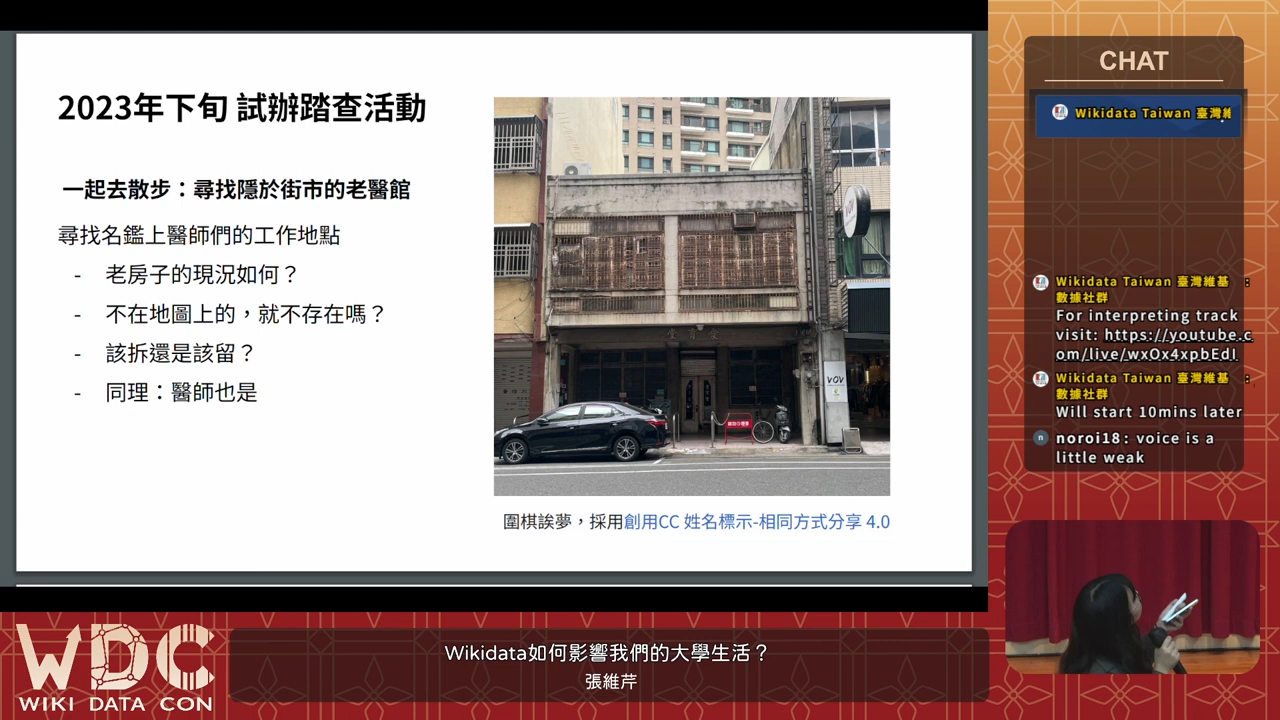 2023年下旬 試辦踏查活動
一起去散步：尋找隱於街市的老醫館
尋找名鑑上醫師們的工作地點
- 老房子的現況如何？
- 不在地圖上的，就不存在嗎？
- 該拆還是該留？
- 同理：醫師也是
VOV
圍棋誒夢，採用創用CC 姓名標示-相同方式分享 4.0
CHAT
Wikidata Taiwan 臺灣維
Wikidata Taiwan 臺灣維基 :
數據社群
For interpreting track
visit: https://youtube.c
om/live/wxOx4xpbEdI
Wikidata Taiwan 臺灣維基 :
數據社群
Will start 10mins later
n noroi18: voice is a
little weak
WDC
WIKI DATA CON
Wikidata如何影響我們的大學生活？
張維芹